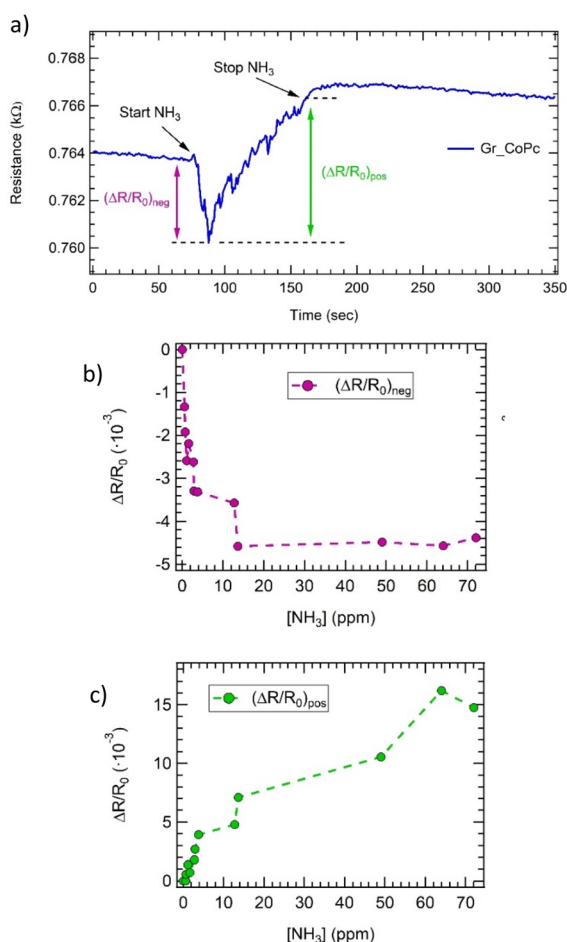 a)
0.768
0.766
0.764
0.762
0.760
Resistance (kΩ)
Stop NH₃
Start NH₃
Gr_CoPc
(ΔR/R₀)neg
(ΔR/R₀)pos
0 50 100 150 200 250 300 350
Time (sec)
b)
0
-1
-2
-3
-4
-5
ΔR/R₀ (·10⁻³)
(ΔR/R₀)neg
0 10 20 30 40 50 60 70
[NH₃] (ppm)
c)
15
10
5
0
ΔR/R₀ (·10⁻³)
(ΔR/R₀)pos
0 10 20 30 40 50 60 70
[NH₃] (ppm)